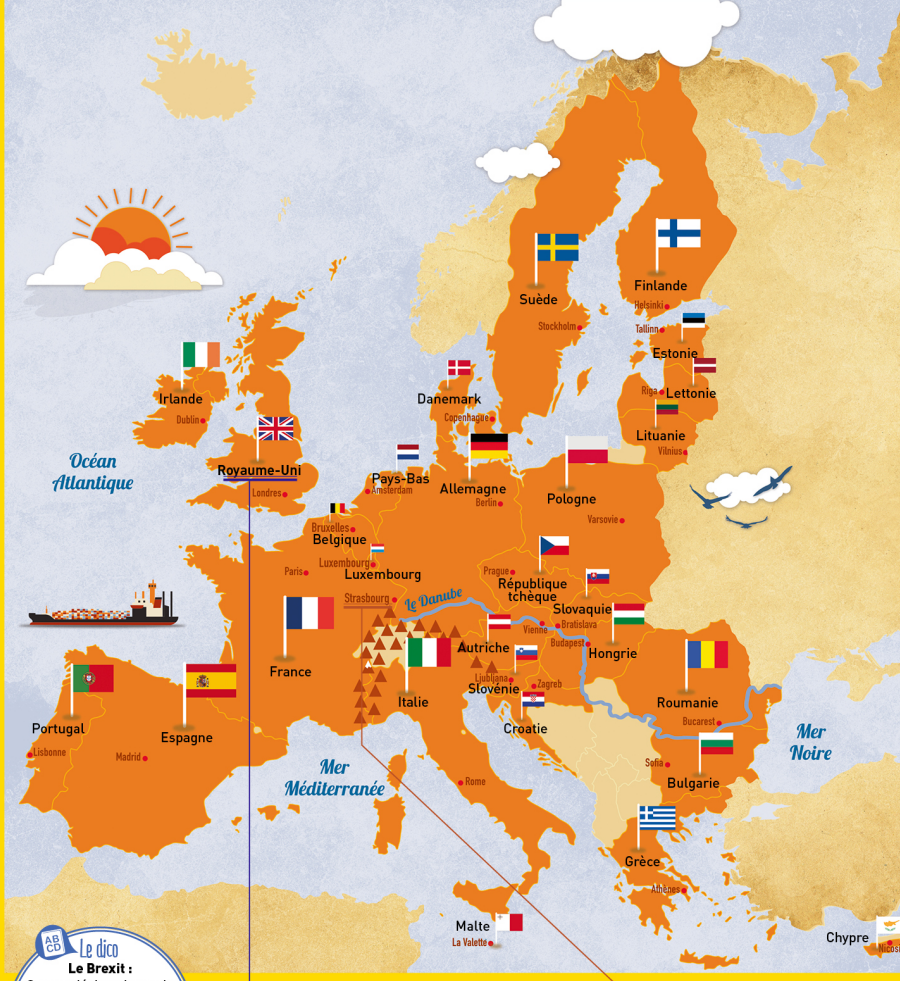 Suède
Finlande
Helsinki
Stockholm
Tallinn
Estonie
Irlande
Danemark
Riga
Lettonie
Dublin
Copenhague
Lituanie
Vilnius
Océan
Atlantique
Royaume-Uni
Londres
Pays-Bas
Amsterdam
Allemagne
Berlin
Pologne
Varsovie
Bruxelles
Belgique
Luxembourg
Luxembourg
Paris
Prague
République
tchèque
Strasbourg
Le Danube
Slovaquie
Vienne
Bratislava
Budapest
Hongrie
Autriche
France
Ljubljana
Slovénie
Zagreb
Italie
Croatie
Roumanie
Bucarest
Portugal
Espagne
Lisbonne
Madrid
Mer
Noire
Sofia
Bulgarie
Mer
Méditerranée
Rome
Grèce
Athènes
Malte
La Valette
Chypre
AB
CD
Le dico
Le Brexit :